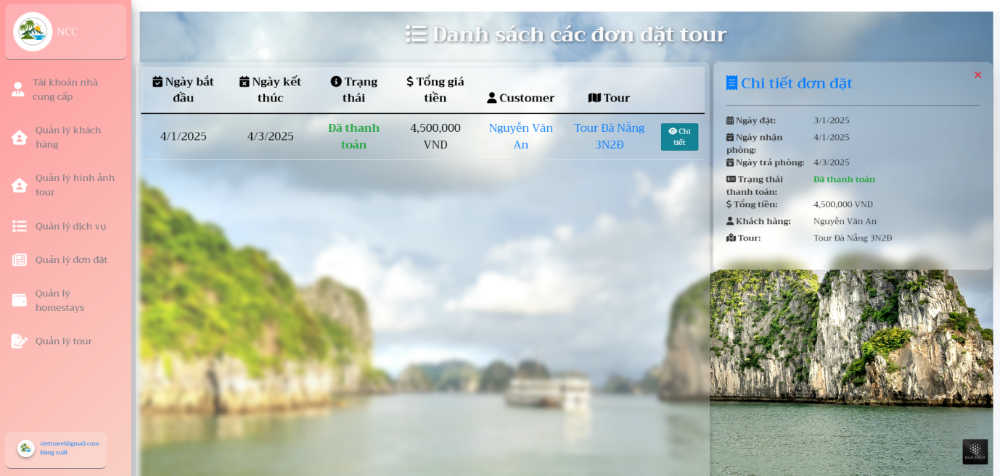 NCC
Tài khoản nhà
cung cấp
Quản lý khách
hàng
Quản lý hình ảnh
tour
Quản lý dịch vụ
Quản lý đơn đặt
Quản lý
homestays
Quản lý tour
viettravel@gmail.com
Đăng xuất
Danh sách các đơn đặt tour
Ngày bắt
đầu
Ngày kết
thúc
Trạng
thái
$ Tổng giá
tiền
Customer
Tour
4/1/2025
4/3/2025
Đã thanh
toán
4,500,000
VND
Nguyễn Văn
An
Tour Đà Nẵng
3N2Đ
Chi
tiết
Chi tiết đơn đặt
Ngày đặt: 3/1/2025
Ngày nhận
phòng: 4/1/2025
Ngày trả phòng: 4/3/2025
Trạng thái
thanh toán: Đã thanh toán
$ Tổng tiền: 4,500,000 VND
Khách hàng: Nguyễn Văn An
Tour: Tour Đà Nẵng 3N2Đ
BLACKBOX